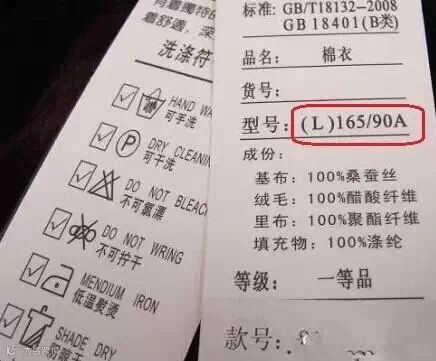 洗涤符
HAND WA
可手洗
P
DRY CLEANIN
可干洗
DO NOT BLEAC
不可氯漂
DO NOT WRING
不可拧干
MENDIUM IRON
低温熨烫
SHADE DRY
标准: GB/T18132-2008
GB 18401(B类)
品名: 棉衣
货号:
型号: (L)165/90A
成份:
基布: 100%桑蚕丝
绒毛: 100%醋酸纤维
里布: 100%聚酯纤维
填充物: 100%涤纶
等级: 一等品
款号: